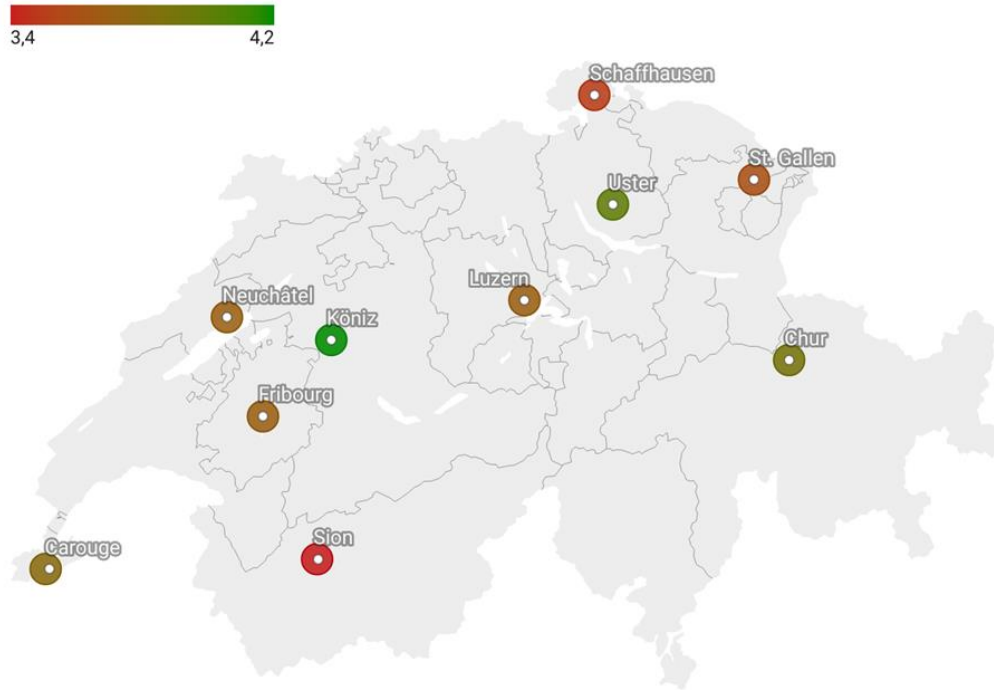 3,4 4,2
Schaffhausen
St. Gallen
Uster
Luzern
Neuchâtel
Köniz
Chur
Fribourg
Sion
Carouge